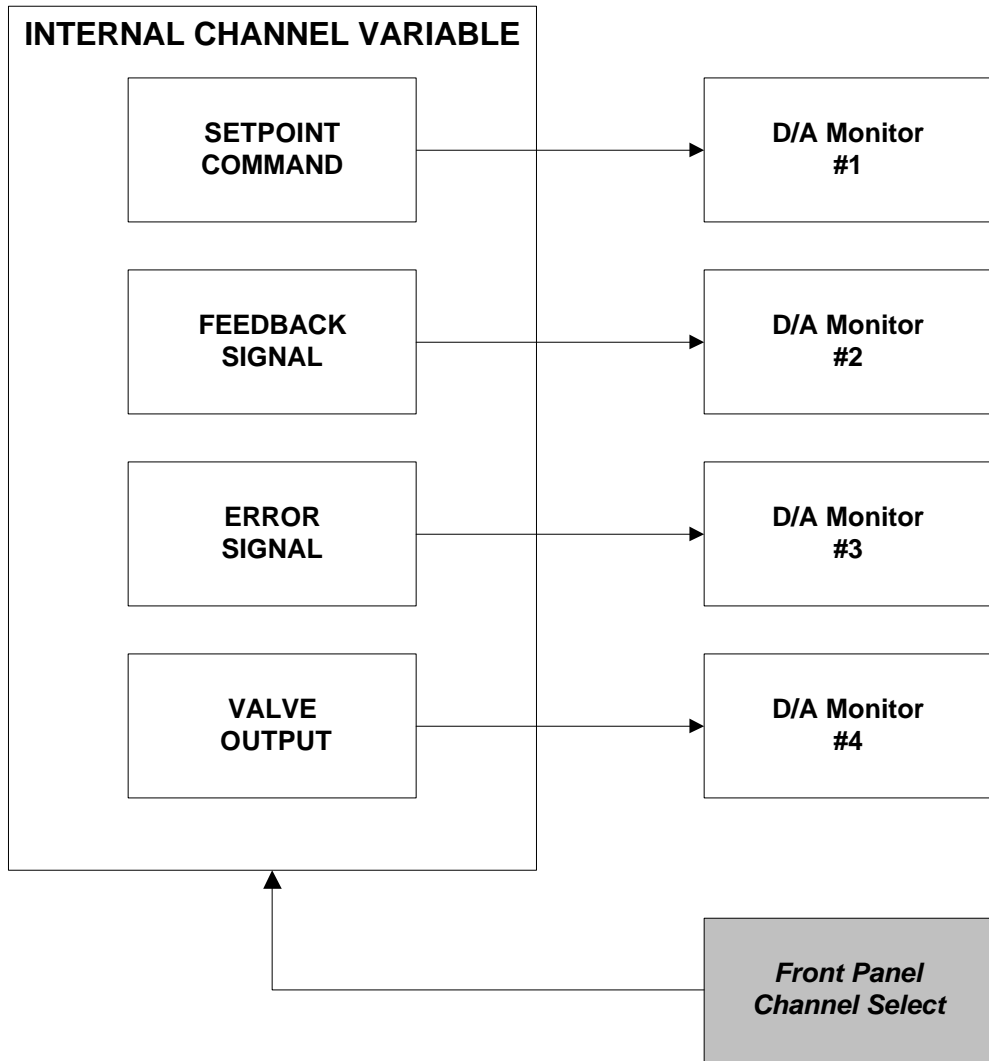 INTERNAL CHANNEL VARIABLE
SETPOINT
COMMAND
D/A Monitor
#1
FEEDBACK
SIGNAL
D/A Monitor
#2
ERROR
SIGNAL
D/A Monitor
#3
VALVE
OUTPUT
D/A Monitor
#4
Front Panel
Channel Select